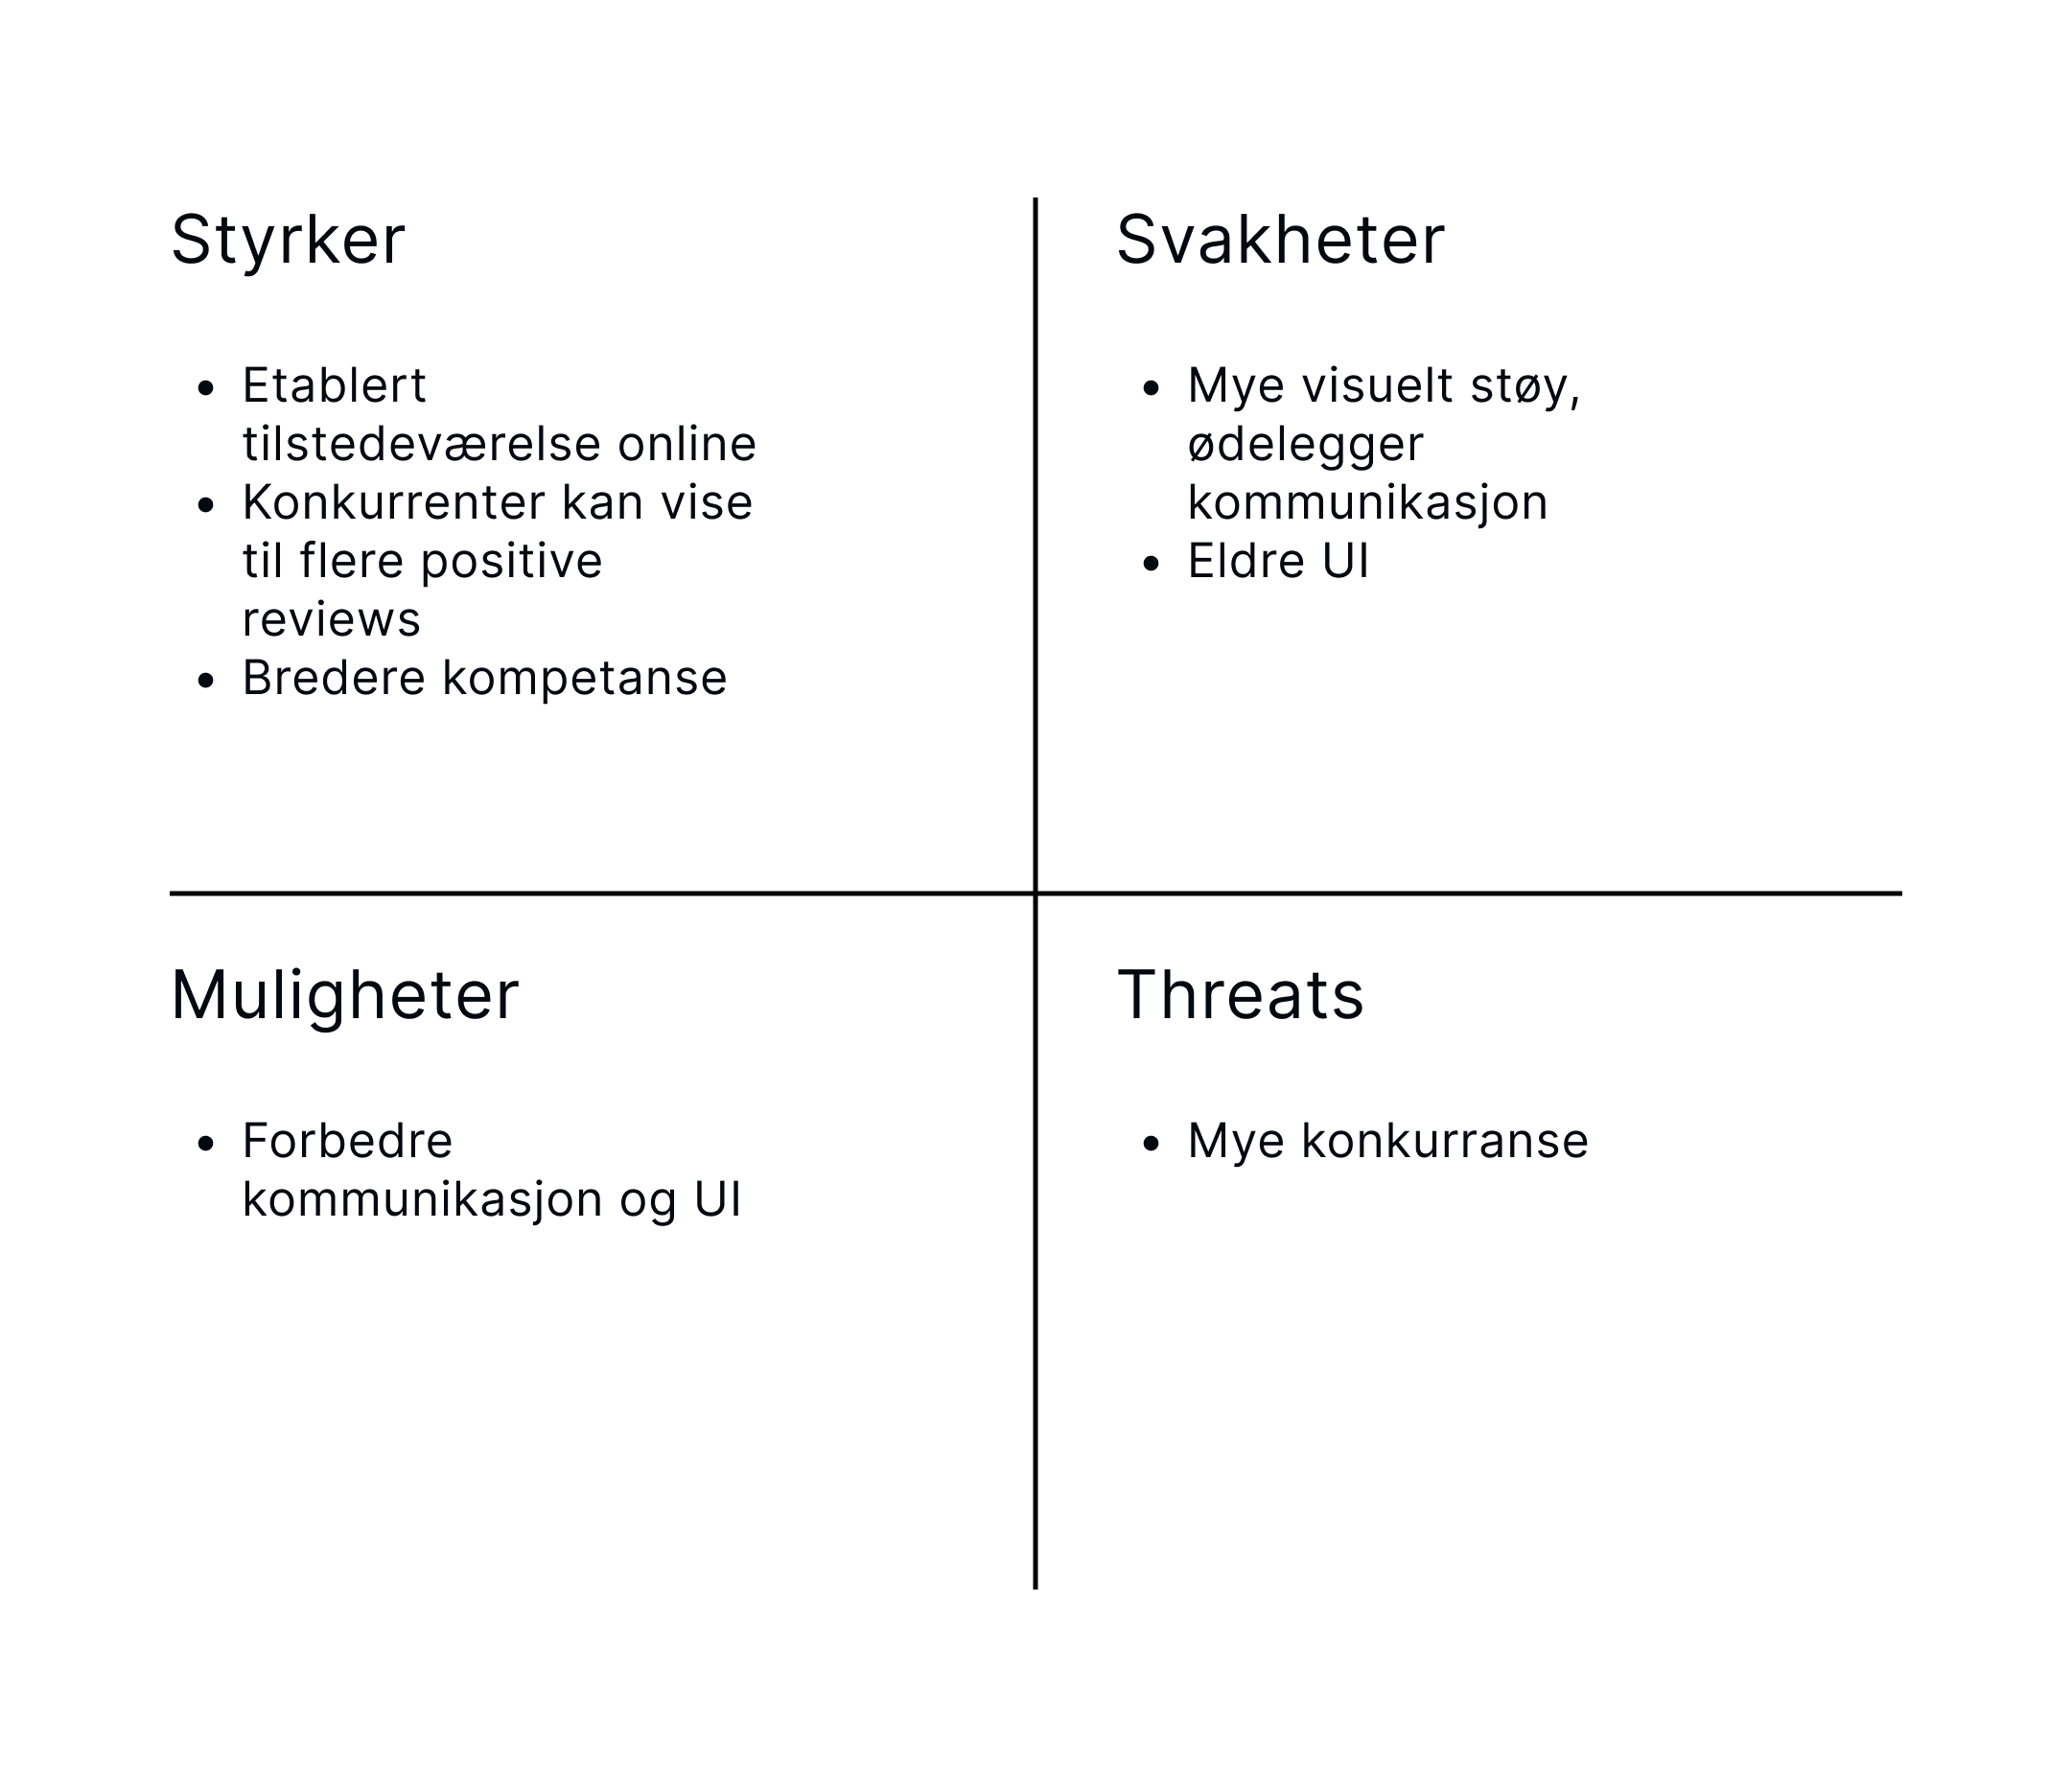 Styrker
• Etablert
tilstedeværelse online
• Konkurrenter kan vise
til flere positive
reviews
• Bredere kompetanse
Svakheter
• Mye visuelt støy,
ødelegger
kommunikasjon
• Eldre UI
Muligheter
• Forbedre
kommunikasjon og UI
Threats
• Mye konkurranse